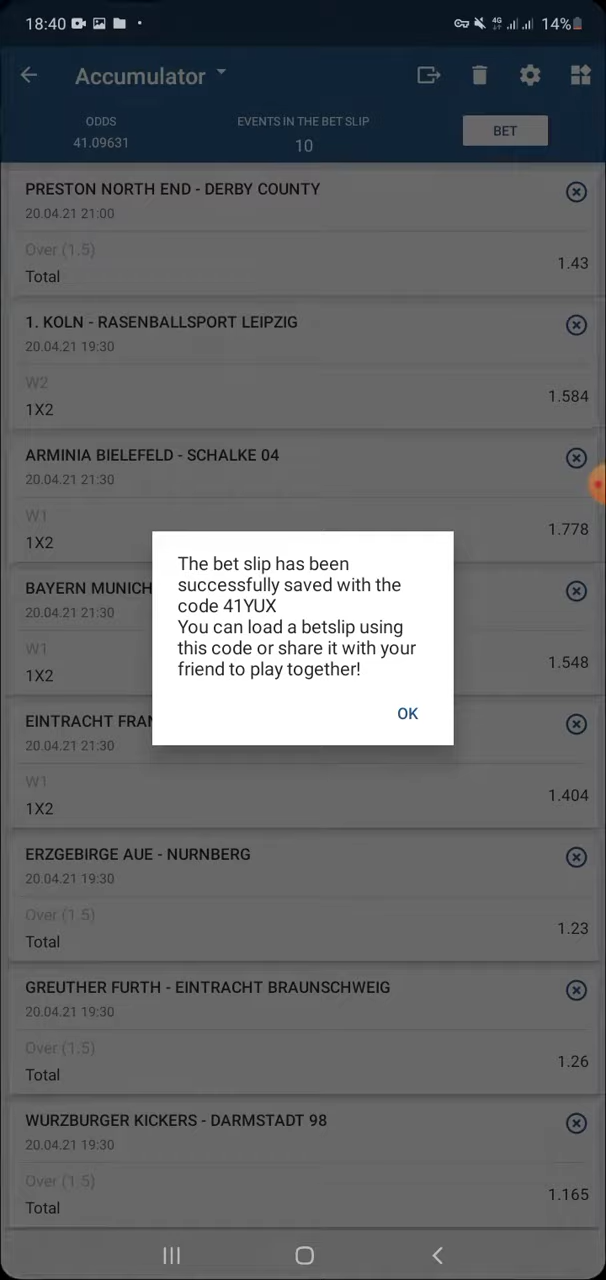 18:40
4G
14%
Accumulator
ODDS
EVENTS IN THE BET SLIP
BET
41.09631
10
PRESTON NORTH END - DERBY COUNTY
20.04.21 21:00
Over (1.5)
1.43
Total
1. KOLN - RASENBALLSPORT LEIPZIG
20.04.21 19:30
W2
1.584
1X2
ARMINIA BIELEFELD - SCHALKE 04
20.04.21 21:30
W1
1.778
1X2
The bet slip has been
successfully saved with the
code 41YUX
You can load a betslip using
this code or share it with your
friend to play together!
OK
BAYERN MUNICH
20.04.21 21:30
W1
1.548
1X2
EINTRACHT
20.04.21 21:30
W1
1.404
1X2
ERZGEBIRGE AUE - NURNBERG
20.04.21 19:30
Over (1.5)
1.23
Total
GREUTHER FURTH - EINTRACHT BRAUNSCHWEIG
20.04.21 19:30
Over (1.5)
1.26
Total
WURZBURGER KICKERS - DARMSTADT 98
20.04.21 19:30
Over (1.5)
1.165
Total